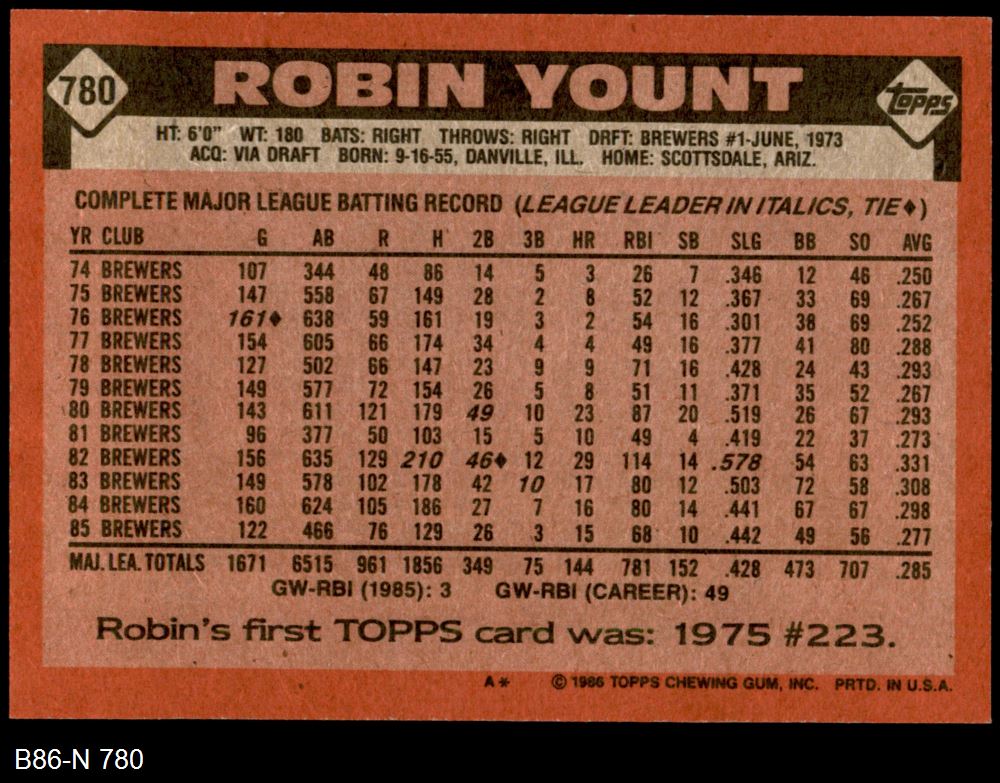 780 ROBIN YOUNT topps
HT: 6'0" WT: 180 BATS: RIGHT THROWS: RIGHT DRFT: BREWERS #1-JUNE, 1973
ACQ: VIA DRAFT BORN: 9-16-55, DANVILLE, ILL. HOME: SCOTTSDALE, ARIZ.
COMPLETE MAJOR LEAGUE BATTING RECORD (LEAGUE LEADER IN ITALICS, TIE♦)
YR CLUB G AB R H 2B 3B HR RBI SB SLG BB SO AVG
74 BREWERS 107 344 48 86 14 5 3 26 7 .346 12 46 .250
75 BREWERS 147 558 67 149 28 2 8 52 12 .367 33 69 .267
76 BREWERS 161♦ 638 59 161 19 3 2 54 16 .301 38 69 .252
77 BREWERS 154 605 66 174 34 4 4 49 16 .377 41 80 .288
78 BREWERS 127 502 66 147 23 9 9 71 16 .428 24 43 .293
79 BREWERS 149 577 72 154 26 5 8 51 11 .371 35 52 .267
80 BREWERS 143 611 121 179 49 10 23 87 20 .519 26 67 .293
81 BREWERS 96 377 50 103 15 5 10 49 4 .419 22 37 .273
82 BREWERS 156 635 129 210 46♦ 12 29 114 14 .578 54 63 .331
83 BREWERS 149 578 102 178 42 10 17 80 12 .503 72 58 .308
84 BREWERS 160 624 105 186 27 7 16 80 14 .441 67 67 .298
85 BREWERS 122 466 76 129 26 3 15 68 10 .442 49 56 .277
MAJ. LEA. TOTALS 1671 6515 961 1856 349 75 144 781 152 .428 473 707 .285
GW-RBI (1985): 3 GW-RBI (CAREER): 49
Robin's first TOPPS card was: 1975 #223.
A* © 1986 TOPPS CHEWING GUM, INC. PRTD. IN U.S.A.
B86-N 780